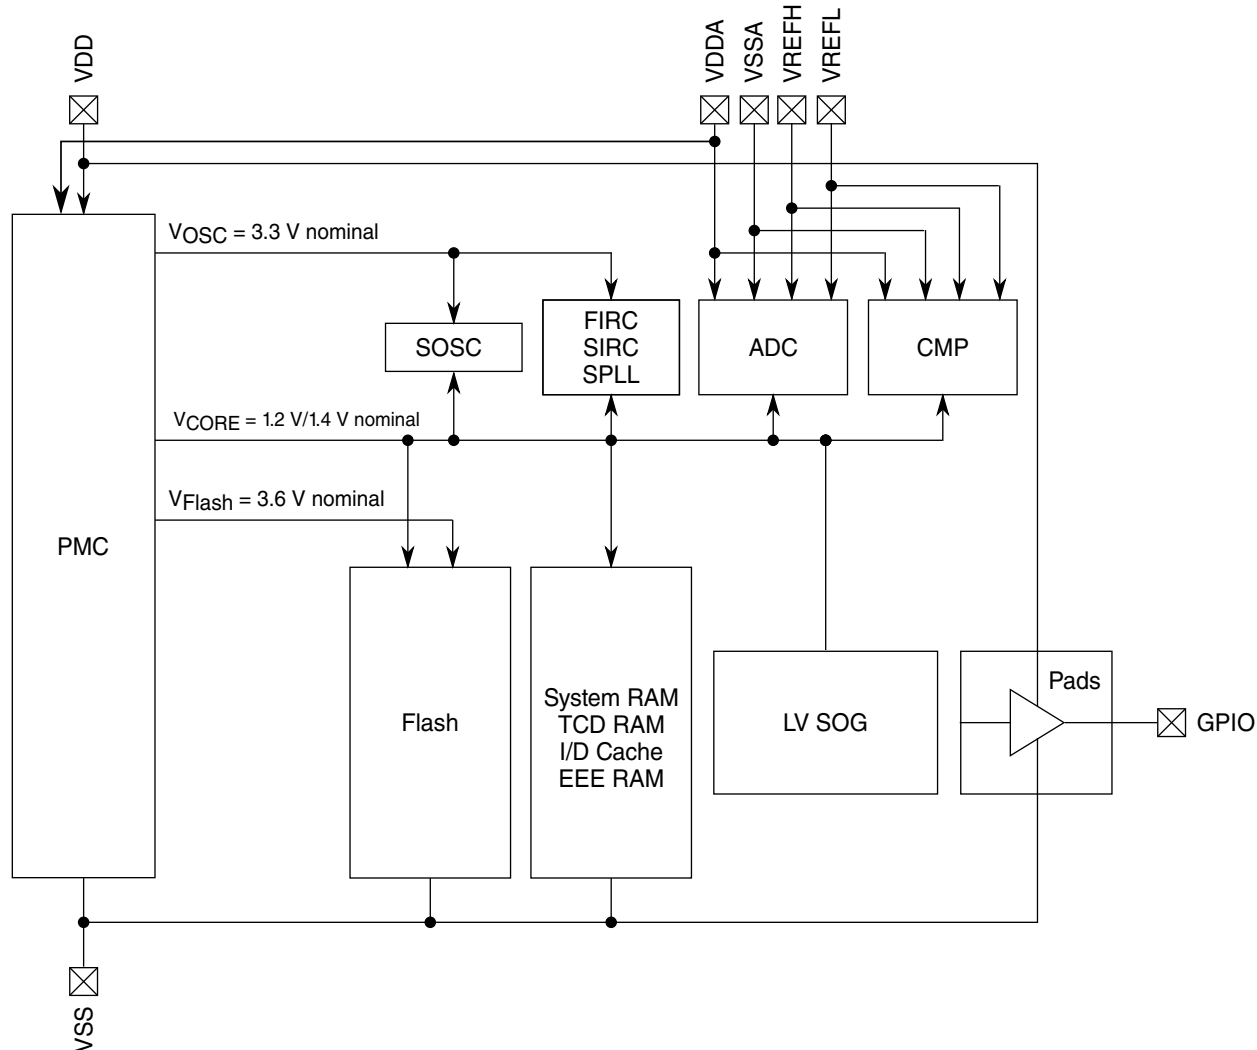 VDD
VDDA
VSSA
VREFH
VREFL
VOSC = 3.3 V nominal
FIRC
SIRC
SPLL
SOSC
ADC
CMP
VCORE = 1.2 V/1.4 V nominal
VFlash = 3.6 V nominal
PMC
Flash
System RAM
TCD RAM
I/D Cache
EEE RAM
LV SOG
Pads
GPIO
VSS